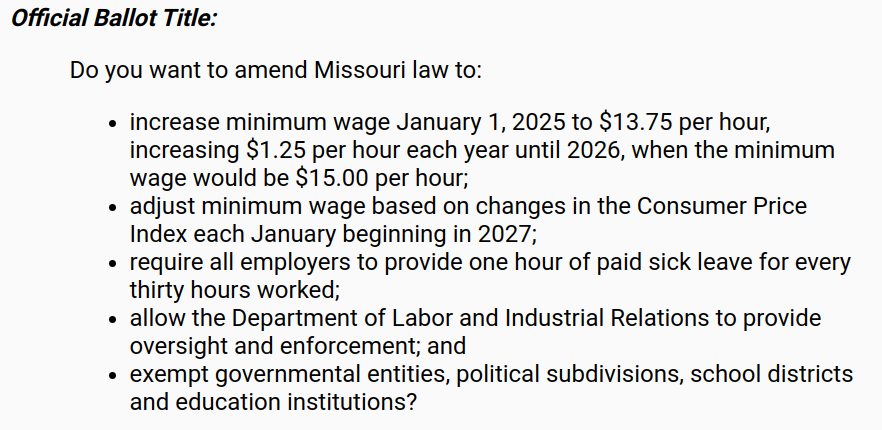 Official Ballot Title:
Do you want to amend Missouri law to:
• increase minimum wage January 1, 2025 to $13.75 per hour,
increasing $1.25 per hour each year until 2026, when the minimum
wage would be $15.00 per hour;
• adjust minimum wage based on changes in the Consumer Price
Index each January beginning in 2027;
• require all employers to provide one hour of paid sick leave for every
thirty hours worked;
• allow the Department of Labor and Industrial Relations to provide
oversight and enforcement; and
• exempt governmental entities, political subdivisions, school districts
and education institutions?